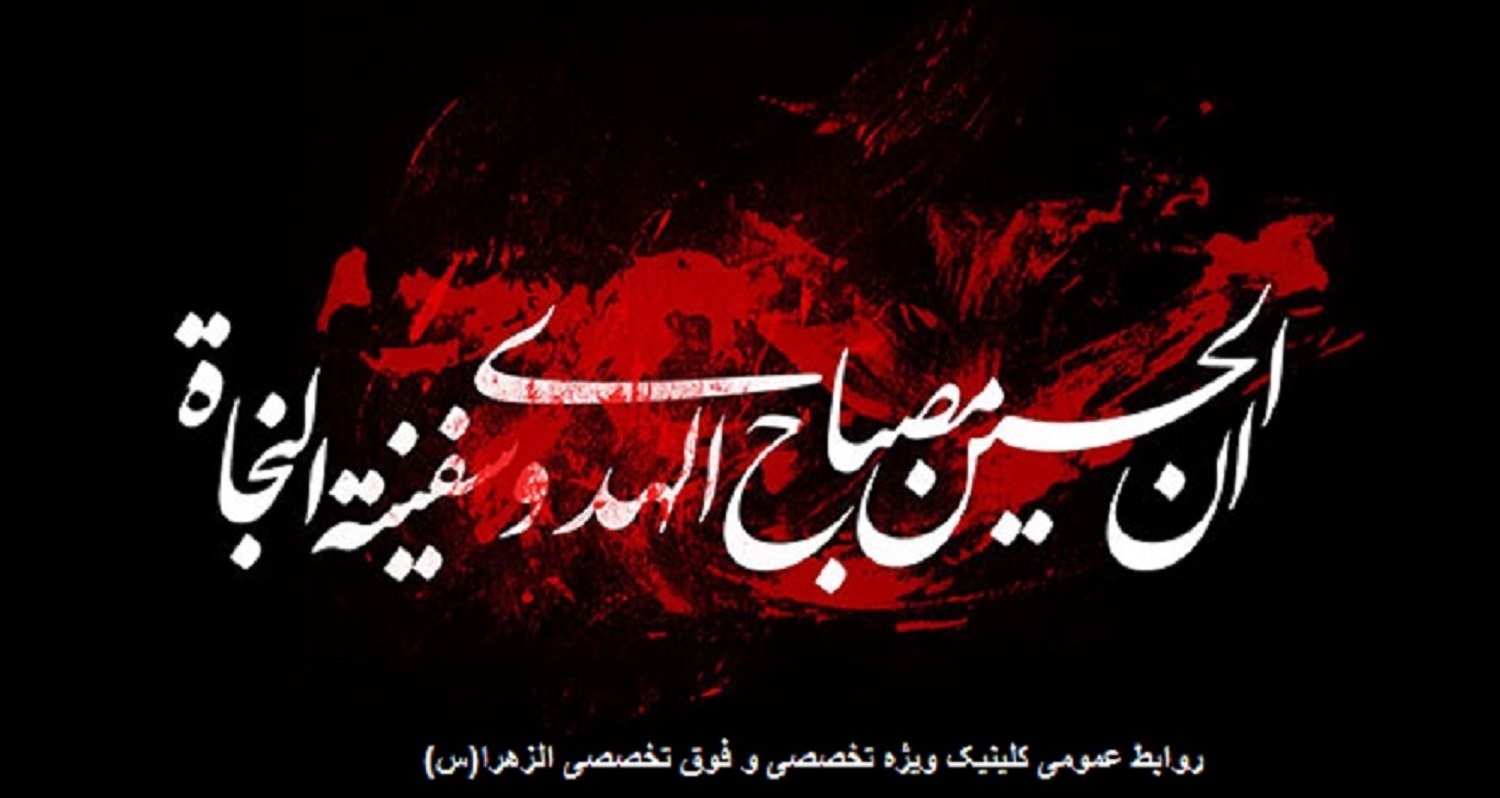 ان الحسین مصباح الهدی و سفینة النجاة
روابط عمومی کلینیک ویژه تخصصی و فوق تخصصی الزهرا(س)